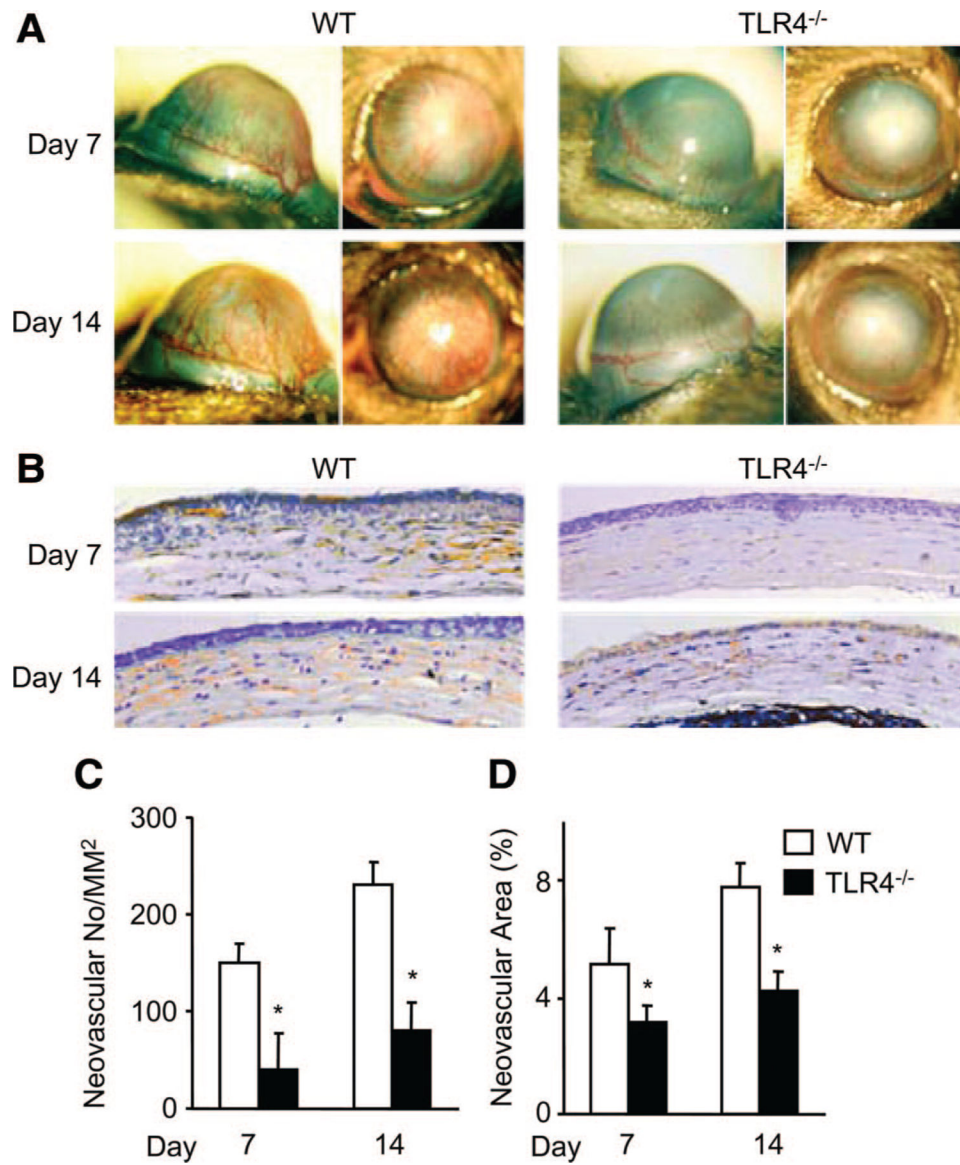 A
WT
TLR4-/-
Day 7
Day 14
B
WT
TLR4-/-
Day 7
Day 14
C
Neovascular No/MM2
300
200
100
0
*
*
Day
7
14
D
Neovascular Area (%)
8
4
0
*
*
WT
TLR4-/-
Day
7
14